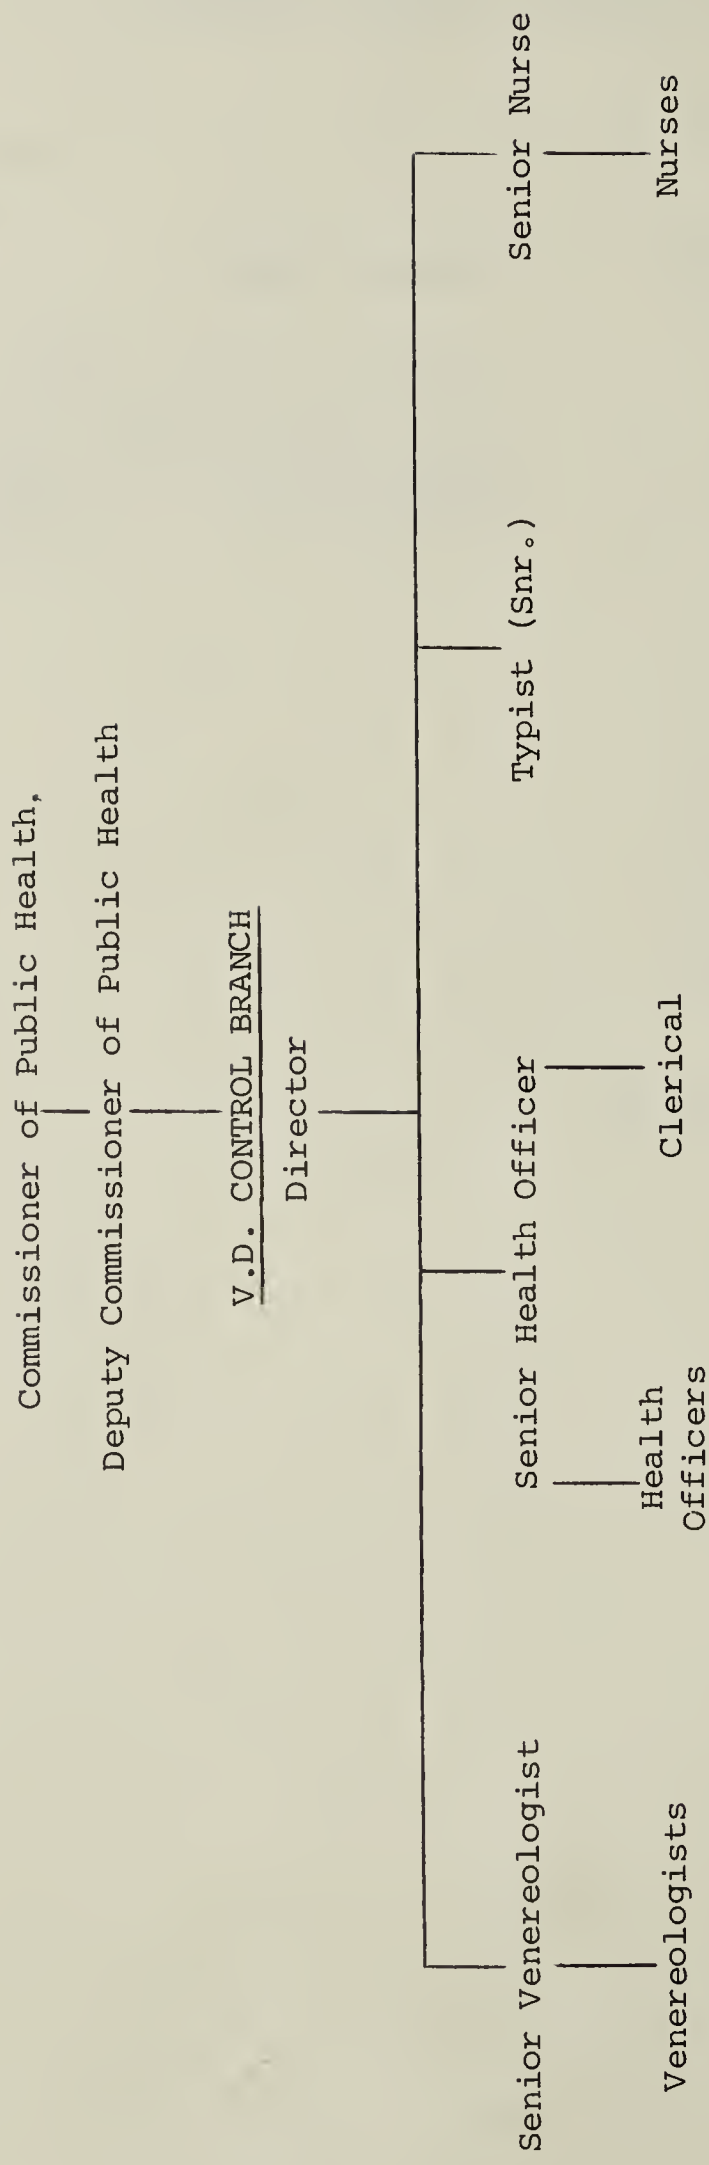 Commissioner of Public Health,
Deputy Commissioner of Public Health
V.D. CONTROL BRANCH
Director
Senior Venereologist
Senior Health Officer
Typist (Snr.)
Senior Nurse
Venereologists
Health
Officers
Clerical
Nurses